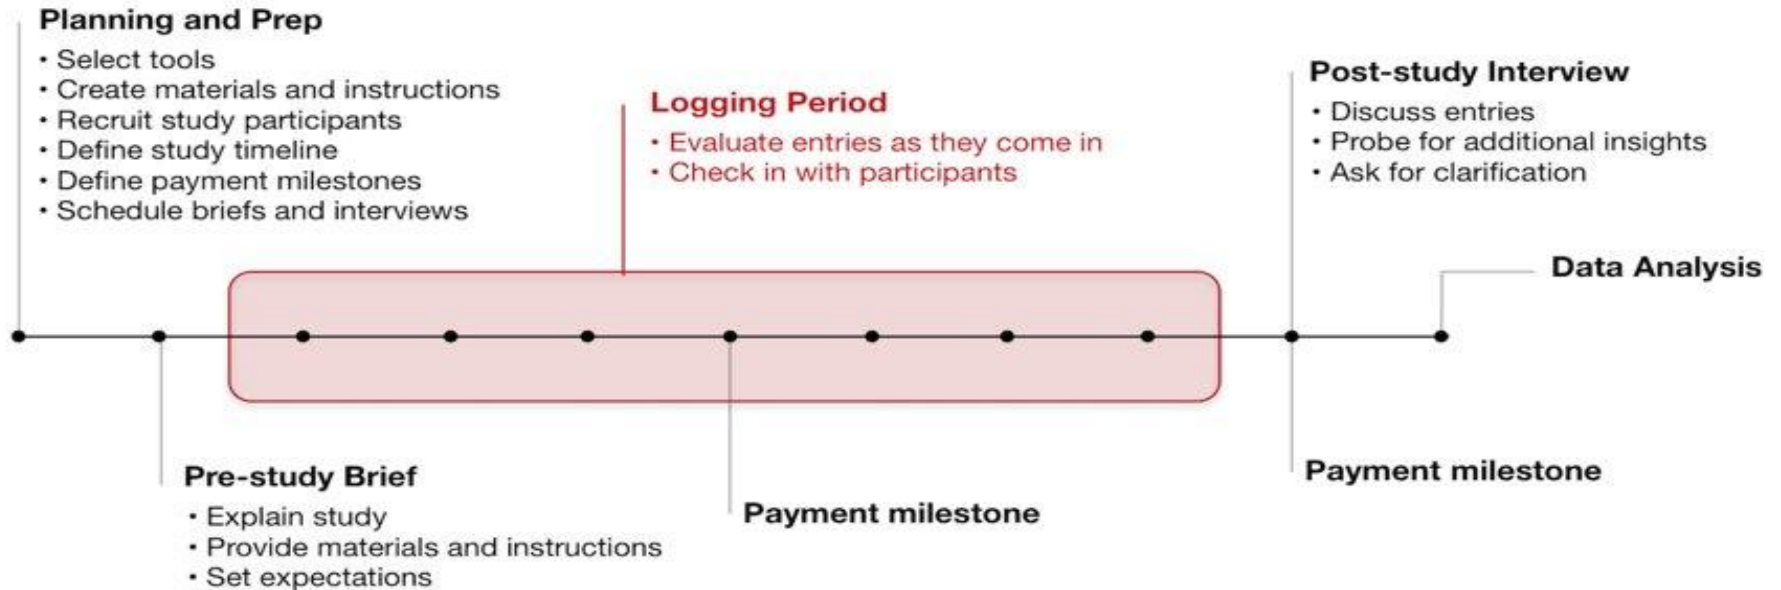 Planning and Prep
• Select tools
• Create materials and instructions
• Recruit study participants
• Define study timeline
• Define payment milestones
• Schedule briefs and interviews
Logging Period
• Evaluate entries as they come in
• Check in with participants
Post-study Interview
• Discuss entries
• Probe for additional insights
• Ask for clarification
Data Analysis
Pre-study Brief
• Explain study
• Provide materials and instructions
• Set expectations
Payment milestone
Payment milestone